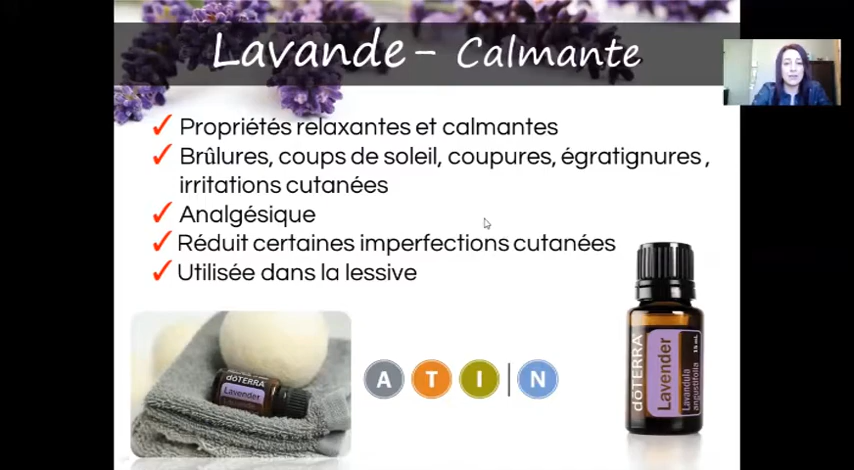 Lavande – Calmante
✓ Propriétés relaxantes et calmantes
✓ Brûlures, coups de soleil, coupures, égratignures ,
irritations cutanées
✓ Analgésique
✓ Réduit certaines imperfections cutanées
✓ Utilisée dans la lessive
dōTERRA
Lavender
A T I | N
dōTERRA
Lavender
Lavandula
angustifolia
15 mL